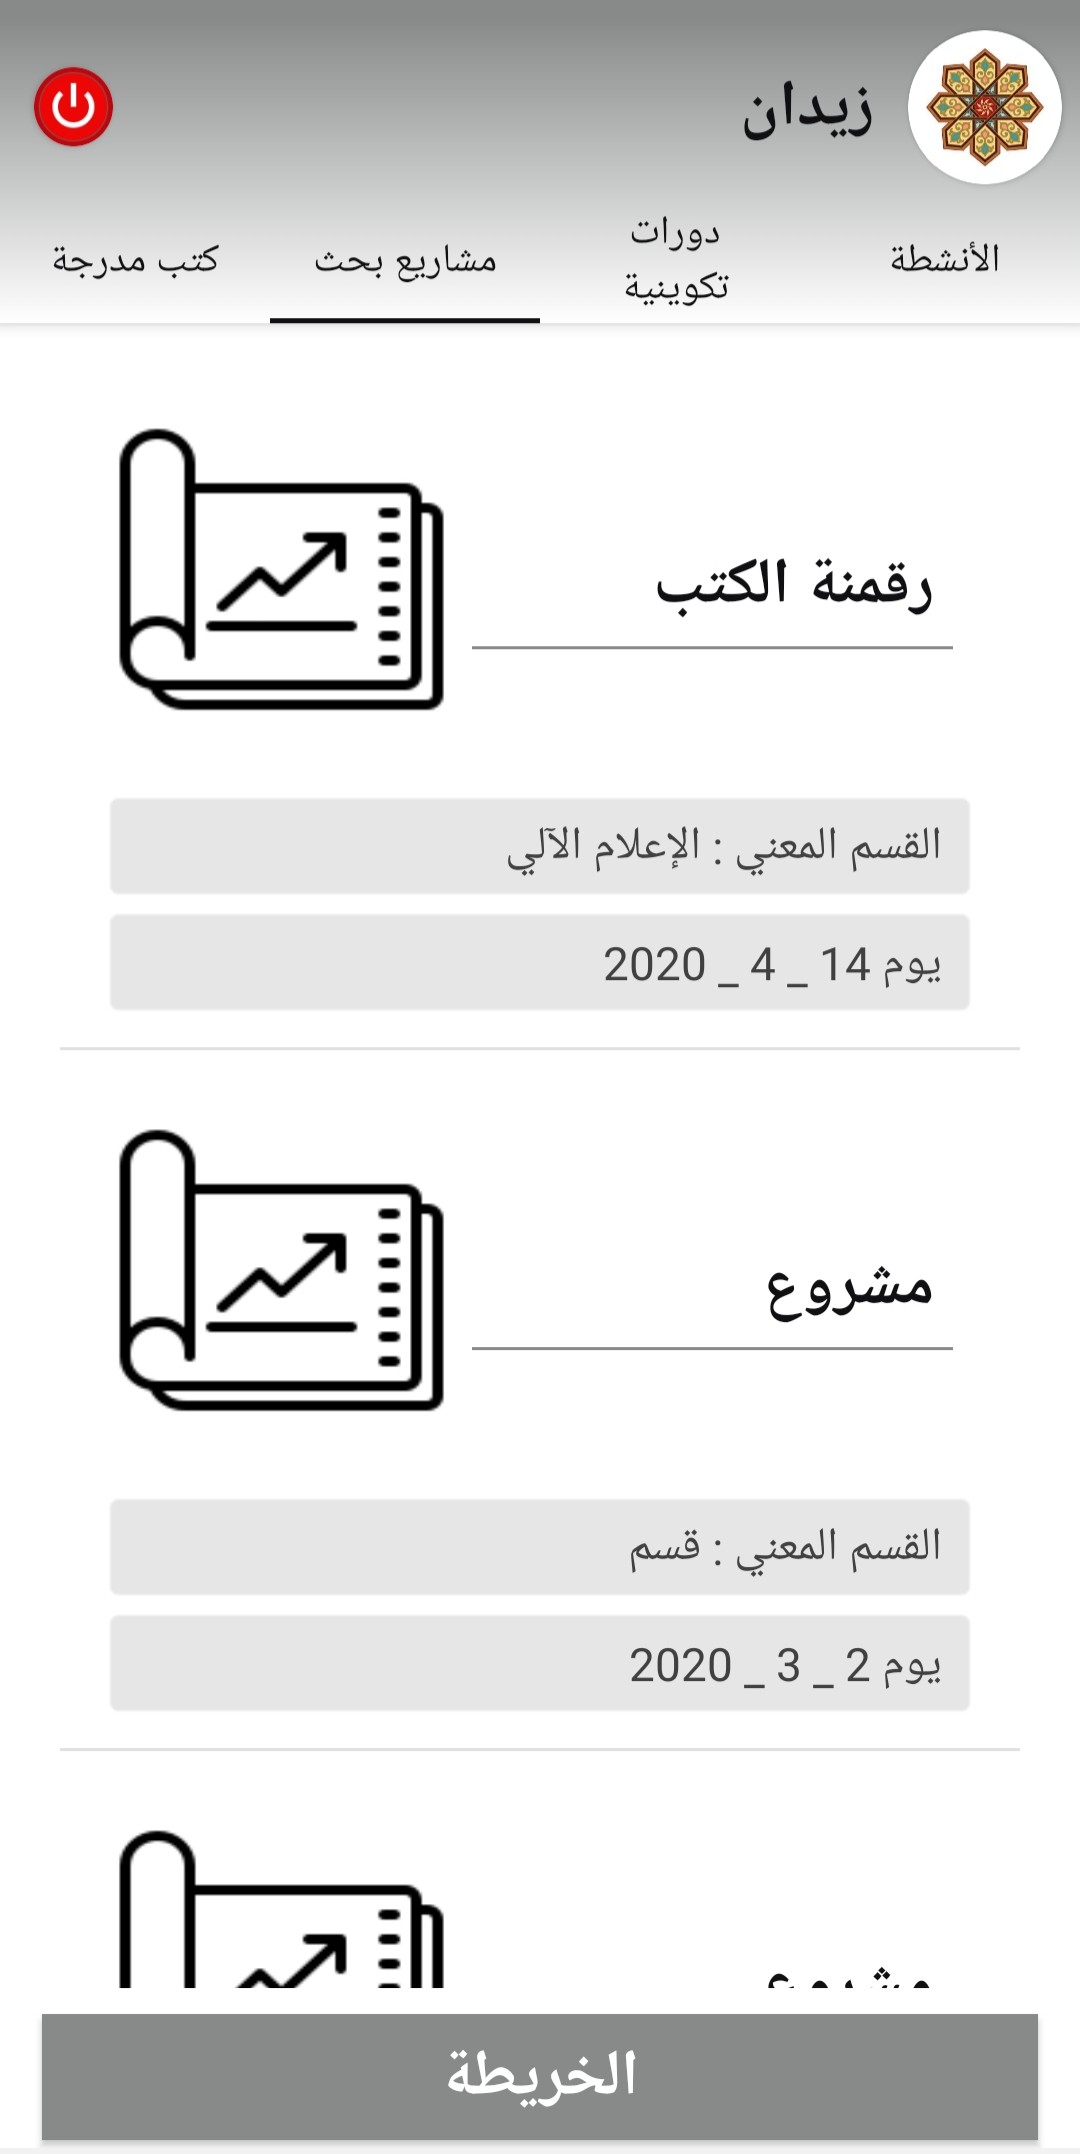 زيدان
الأنشطة
دورات
تكوينية
مشاريع بحث
كتب مدرجة
رقمنة الكتب
القسم المعني : الإعلام الآلي
يوم 14 _ 4 _ 2020
مشروع
القسم المعني : قسم
يوم 2 _ 3 _ 2020
مشروع
الخريطة